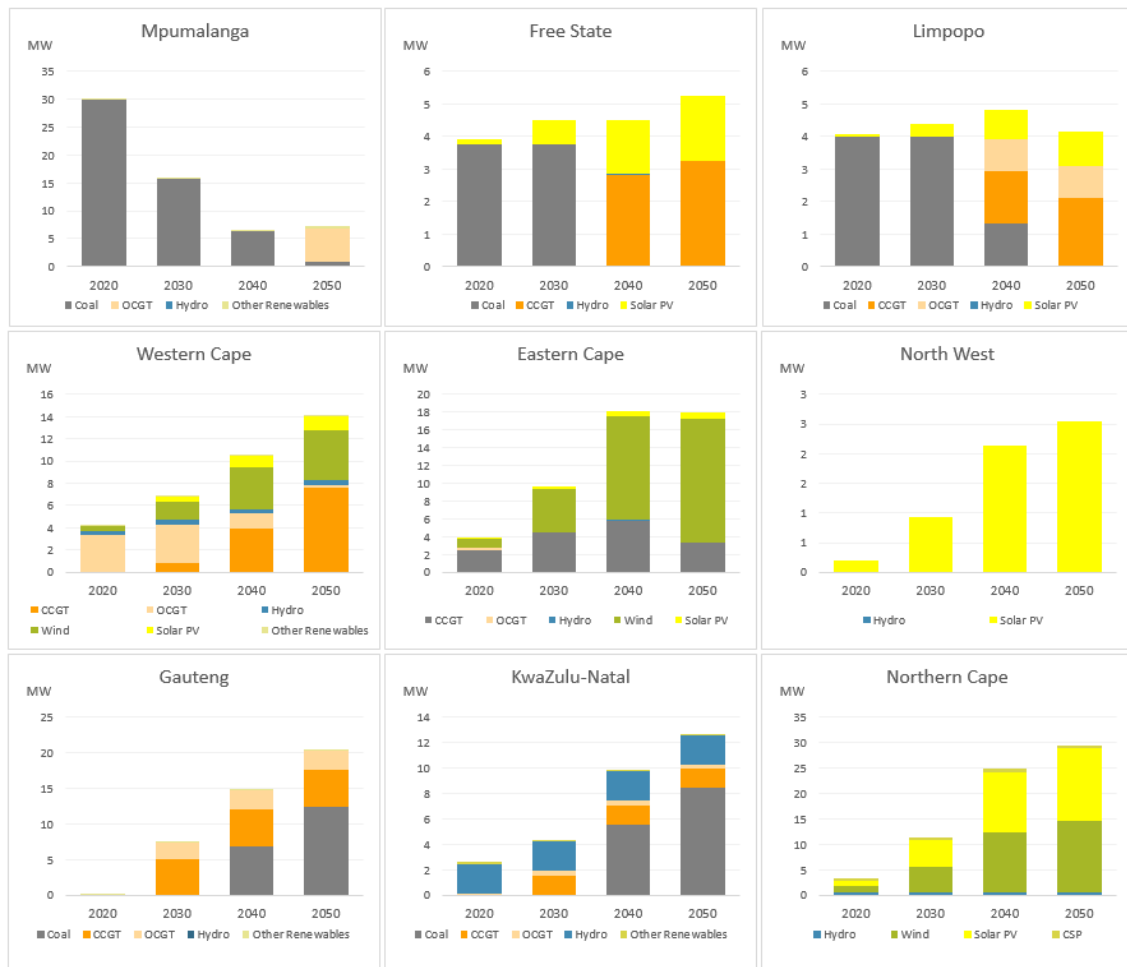 Mpumalanga
MW
35
30
25
20
15
10
5
0
2020 2030 2040 2050
Coal OCGT Hydro Other Renewables
Free State
MW
6
5
4
3
2
1
0
2020 2030 2040 2050
Coal CCGT Hydro Solar PV
Limpopo
MW
6
5
4
3
2
1
0
2020 2030 2040 2050
Coal CCGT OCGT Hydro Solar PV
Western Cape
MW
16
14
12
10
8
6
4
2
0
2020 2030 2040 2050
CCGT OCGT Hydro
Wind Solar PV Other Renewables
Eastern Cape
MW
20
18
16
14
12
10
8
6
4
2
0
2020 2030 2040 2050
CCGT OCGT Hydro Wind Solar PV
North West
MW
3
3
2
2
1
1
0
2020 2030 2040 2050
Hydro Solar PV
Gauteng
MW
25
20
15
10
5
0
2020 2030 2040 2050
Coal CCGT OCGT Hydro Other Renewables
KwaZulu-Natal
MW
14
12
10
8
6
4
2
0
2020 2030 2040 2050
Coal CCGT OCGT Hydro Other Renewables
Northern Cape
MW
35
30
25
20
15
10
5
0
2020 2030 2040 2050
Hydro Wind Solar PV CSP